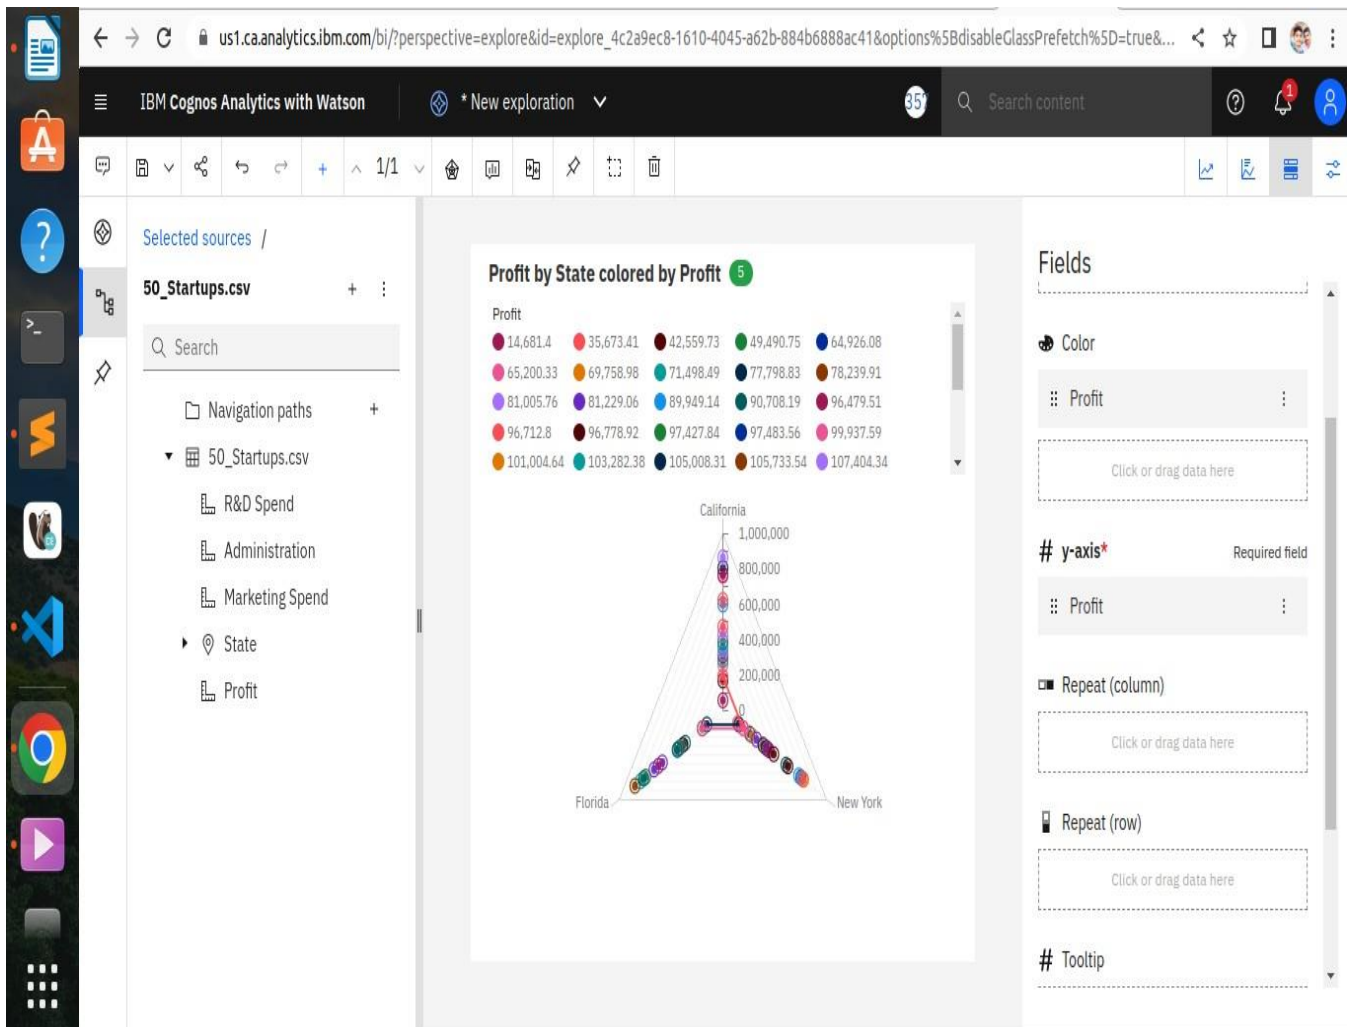 us1.ca.analytics.ibm.com/bi/?perspective=explore&id=explore_4c2a9ec8-1610-4045-a62b-884b6888ac41&options%5BdisableGlassPrefetch%5D=true&...
IBM Cognos Analytics with Watson
* New exploration
Search content
1
1/1
Selected sources /
50_Startups.csv
Search
Navigation paths
50_Startups.csv
R&D Spend
Administration
Marketing Spend
State
Profit
Profit by State colored by Profit 5
Profit
14,681.4 35,673.41 42,559.73 49,490.75 64,926.08
65,200.33 69,758.98 71,498.49 77,798.83 78,239.91
81,005.76 81,229.06 89,949.14 90,708.19 96,479.51
96,712.8 96,778.92 97,427.84 97,483.56 99,937.59
101,004.64 103,282.38 105,008.31 105,733.54 107,404.34
California
1,000,000
800,000
600,000
400,000
200,000
0
Florida
New York
Fields
Color
Profit
Click or drag data here
# y-axis* Required field
Profit
Repeat (column)
Click or drag data here
Repeat (row)
Click or drag data here
# Tooltip